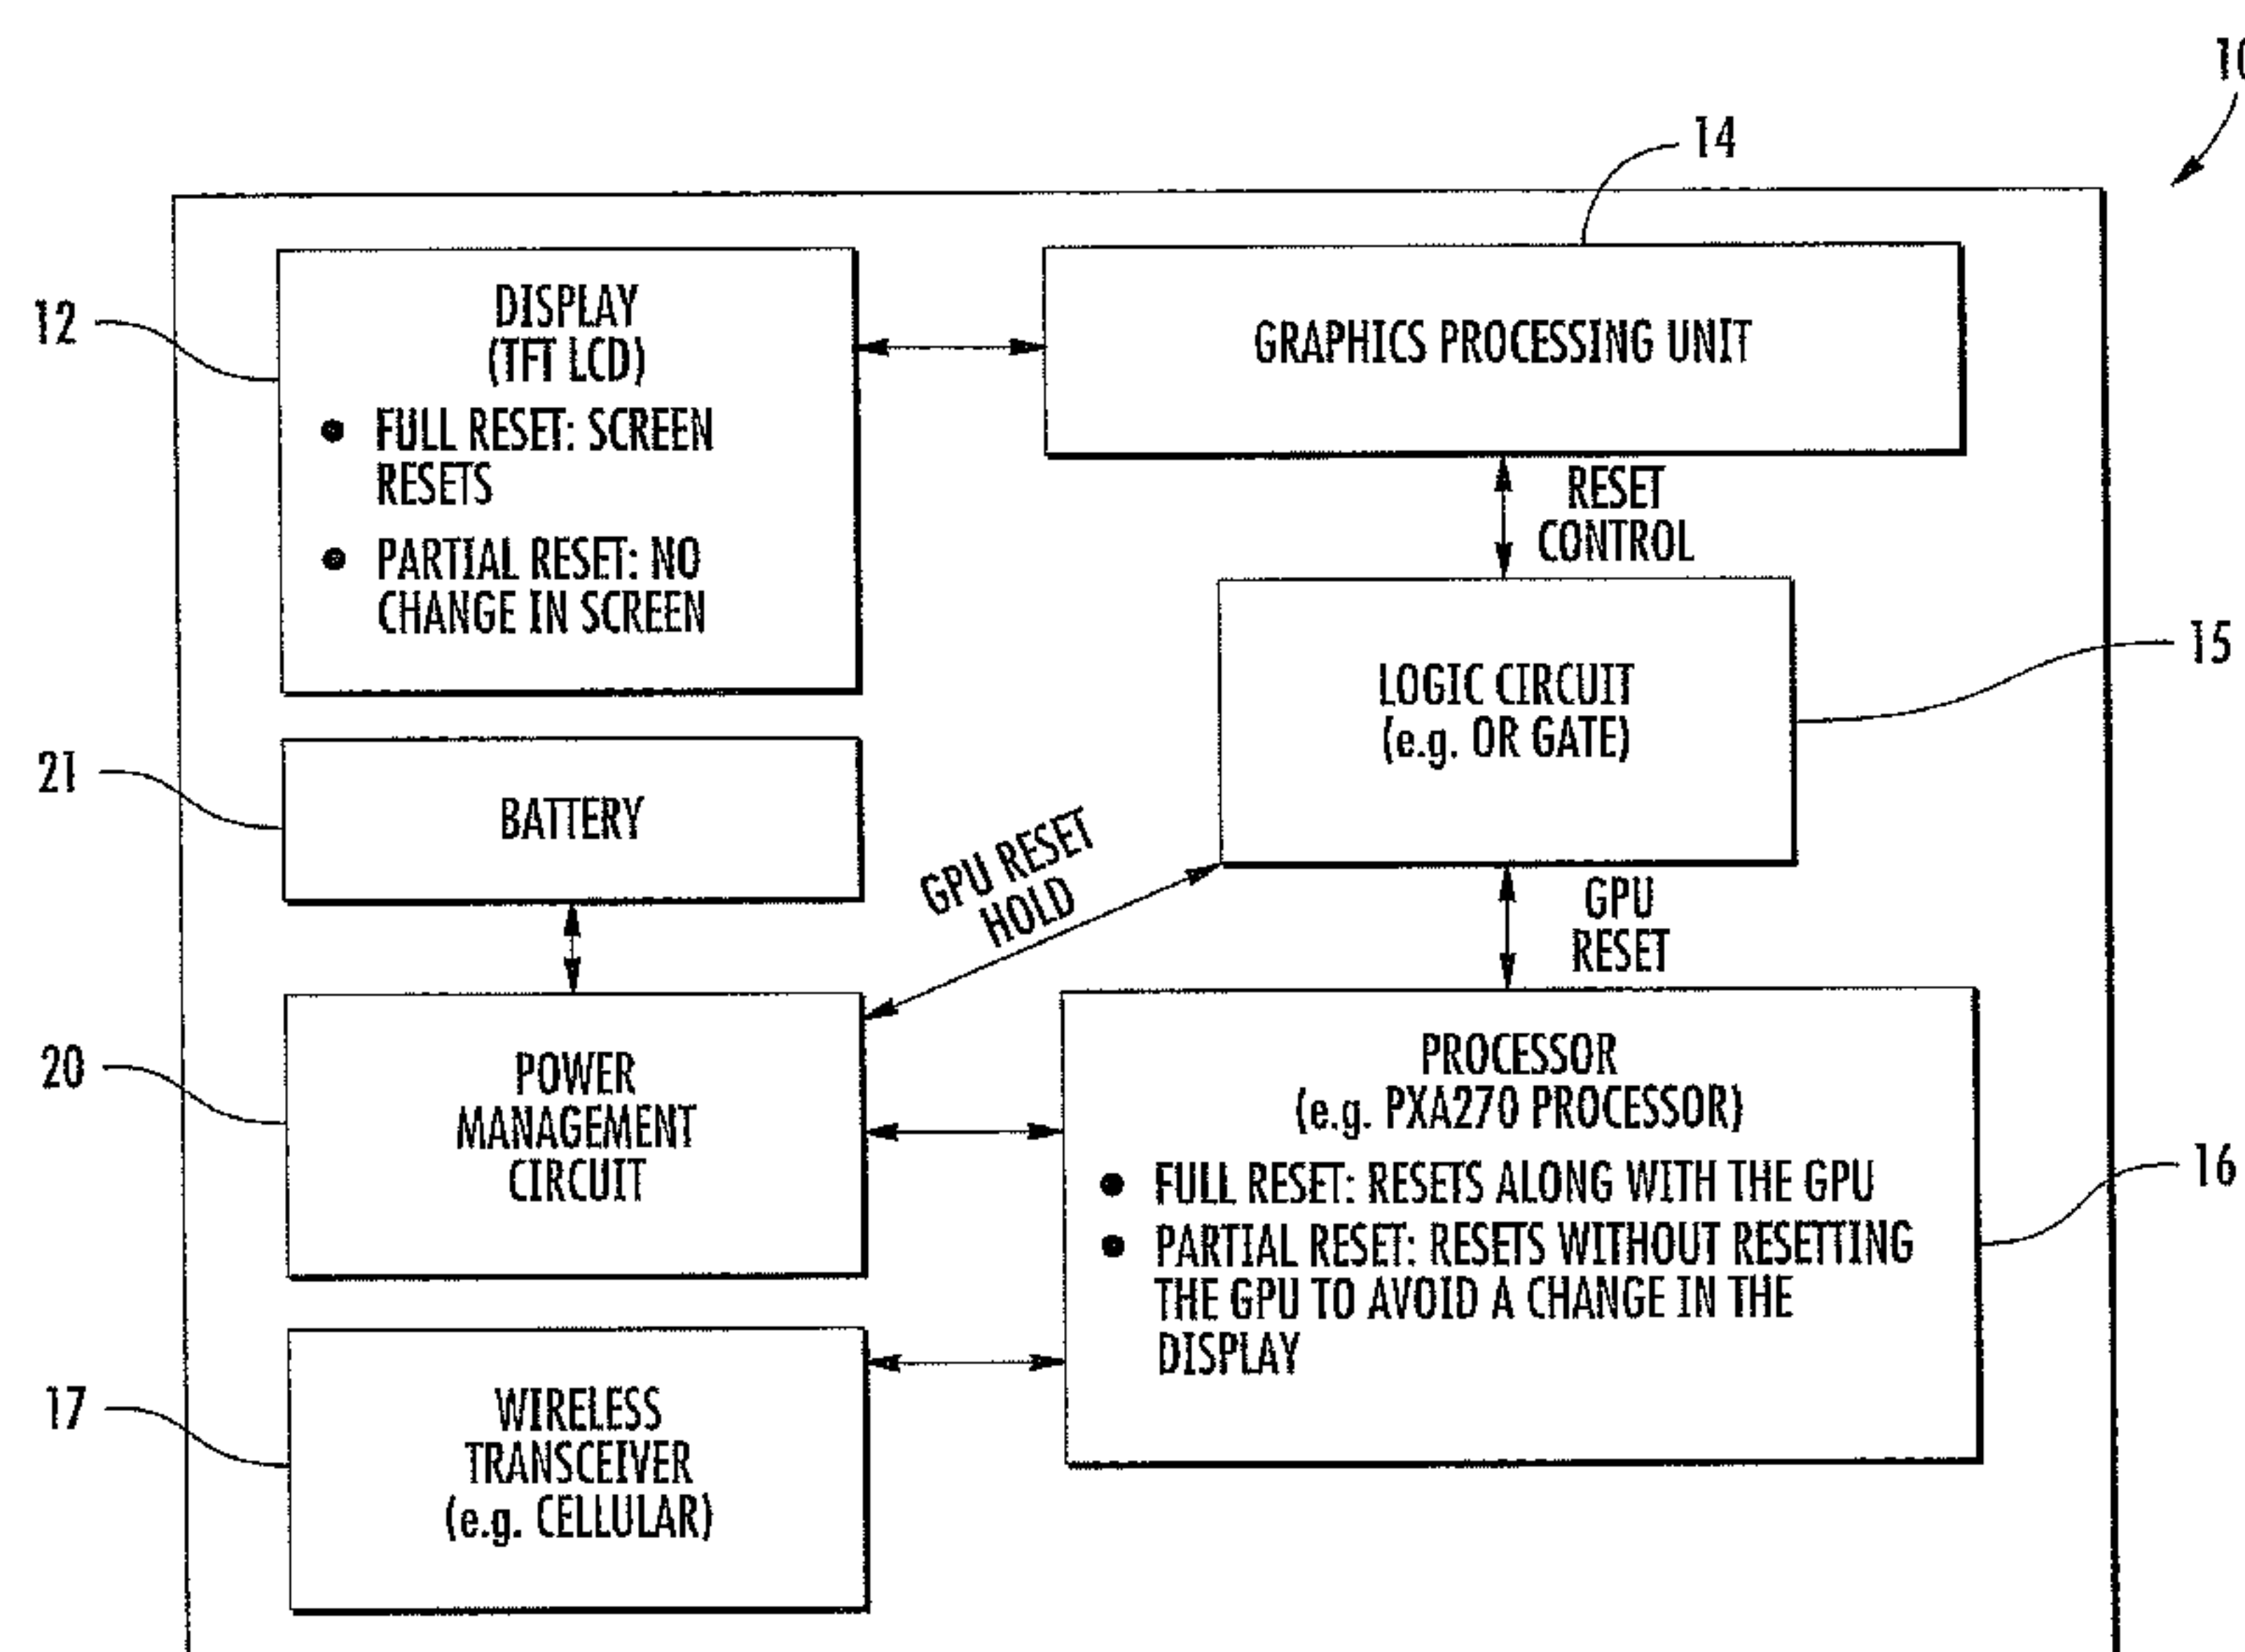 10
14
12
DISPLAY
(TFT LCD)
● FULL RESET: SCREEN
RESETS
● PARTIAL RESET: NO
CHANGE IN SCREEN
GRAPHICS PROCESSING UNIT
RESET
CONTROL
LOGIC CIRCUIT
(e.g. OR GATE)
15
21
BATTERY
GPU RESET
HOLD
GPU
RESET
20
POWER
MANAGEMENT
CIRCUIT
PROCESSOR
(e.g. PXA270 PROCESSOR)
● FULL RESET: RESETS ALONG WITH THE GPU
● PARTIAL RESET: RESETS WITHOUT RESETTING
THE GPU TO AVOID A CHANGE IN THE
DISPLAY
16
17
WIRELESS
TRANSCEIVER
(e.g. CELLULAR)